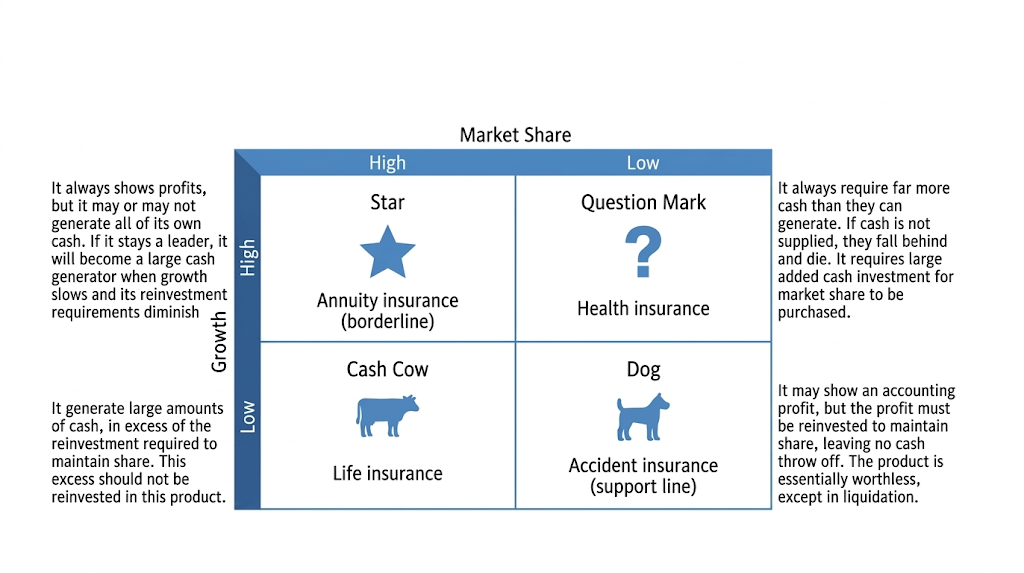 Market Share
High
Low
It always shows profits,
but it may or may not
generate all of its own
cash. If it stays a leader, it
will become a large cash
generator when growth
slows and its reinvestment
requirements diminish
Growth
High
Star
Annuity insurance
(borderline)
Question Mark
?
Health insurance
It always require far more
cash than they can
generate. If cash is not
supplied, they fall behind
and die. It requires large
added cash investment for
market share to be
purchased.
It generate large amounts
of cash, in excess of the
reinvestment required to
maintain share. This
excess should not be
reinvested in this product.
Low
Cash Cow
Life insurance
Dog
Accident insurance
(support line)
It may show an accounting
profit, but the profit must
be reinvested to maintain
share, leaving no cash
throw off. The product is
essentially worthless,
except in liquidation.